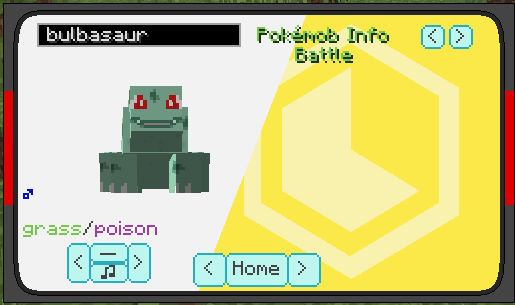 bulbasaur
Pokémob Info
Battle
< >
grass/poison
< — >
♫
< Home >